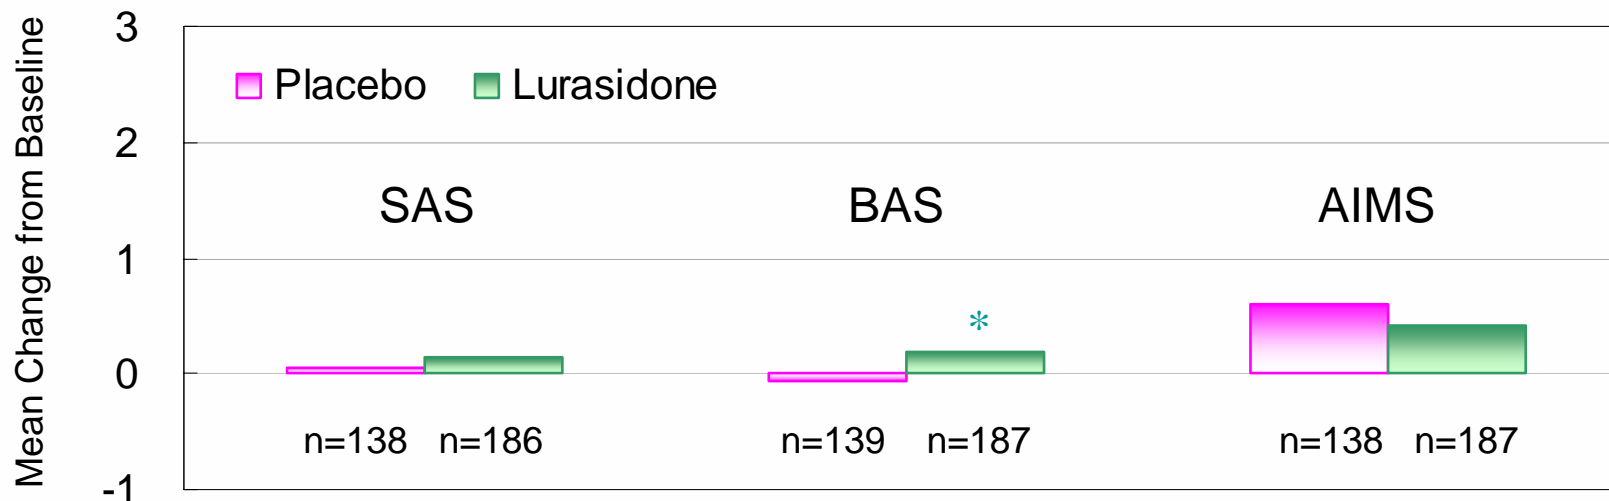 Mean Change from Baseline
3
2
1
0
-1
Placebo Lurasidone
SAS BAS AIMS
*
n=138 n=186 n=139 n=187 n=138 n=187